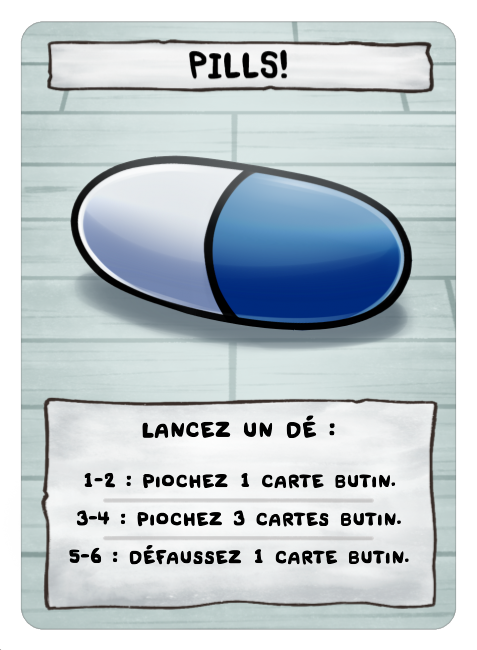 PILLS!
LANCEZ UN DÉ :
1-2 : PIOCHEZ 1 CARTE BUTIN.
3-4 : PIOCHEZ 3 CARTES BUTIN.
5-6 : DÉFAUSSEZ 1 CARTE BUTIN.